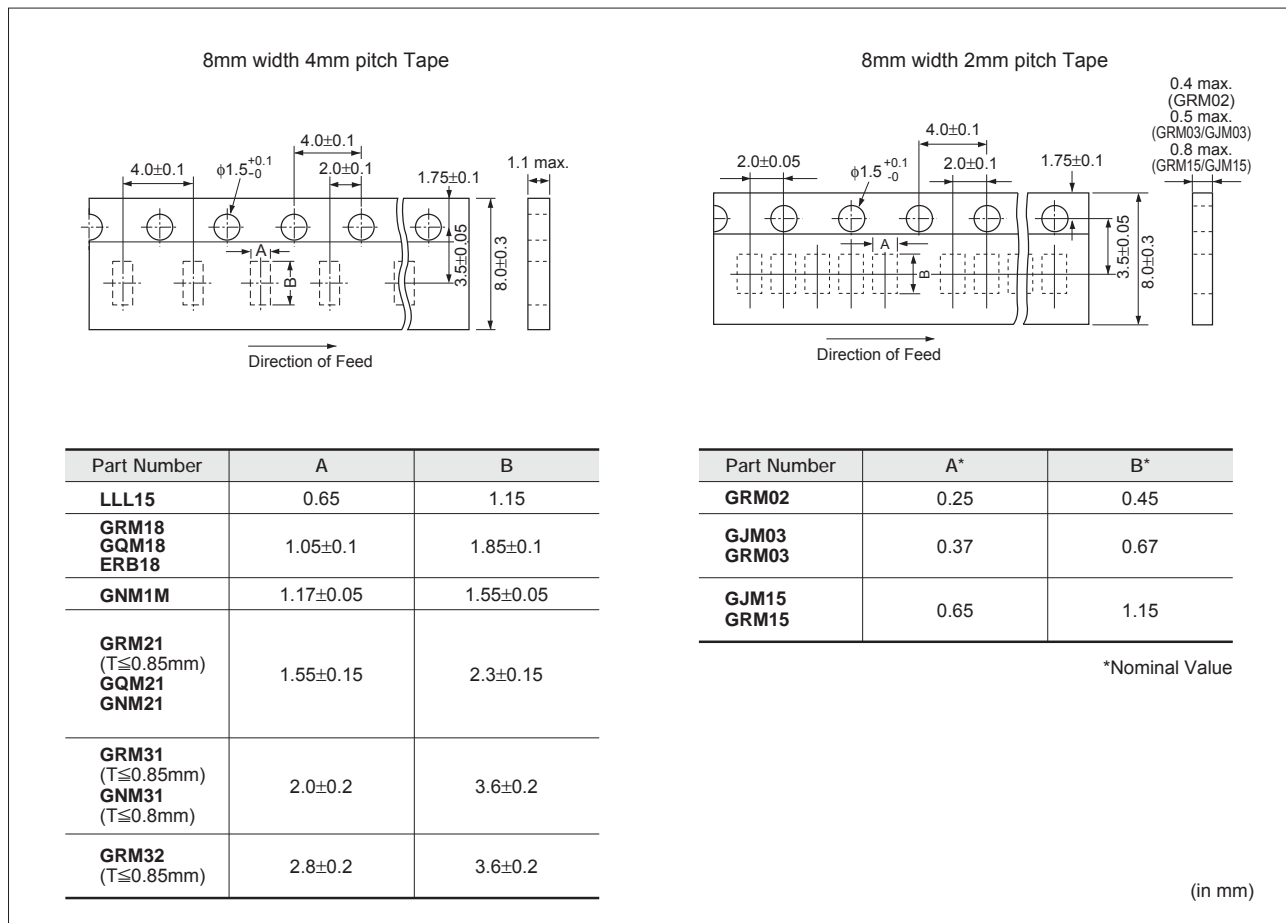 8mm width 4mm pitch Tape
4.0±0.1
4.0±0.1
φ1.5+0.1-0
2.0±0.1
1.75±0.1
1.1 max.
3.5±0.05
8.0±0.3
A
B
Direction of Feed
8mm width 2mm pitch Tape
0.4 max.
(GRM02)
0.5 max.
(GRM03/GJM03)
0.8 max.
(GRM15/GJM15)
4.0±0.1
2.0±0.05
φ1.5+0.1-0
2.0±0.1
1.75±0.1
3.5±0.05
8.0±0.3
A
B
Direction of Feed
Part Number A B
LLL15 0.65 1.15
GRM18
GQM18 1.05±0.1 1.85±0.1
ERB18
GNM1M 1.17±0.05 1.55±0.05
GRM21
(T≦0.85mm) 1.55±0.15 2.3±0.15
GQM21
GNM21
GRM31
(T≦0.85mm) 2.0±0.2 3.6±0.2
GNM31
(T≦0.8mm)
GRM32 2.8±0.2 3.6±0.2
(T≦0.85mm)
Part Number A* B*
GRM02 0.25 0.45
GJM03 0.37 0.67
GRM03
GJM15 0.65 1.15
GRM15
*Nominal Value
(in mm)